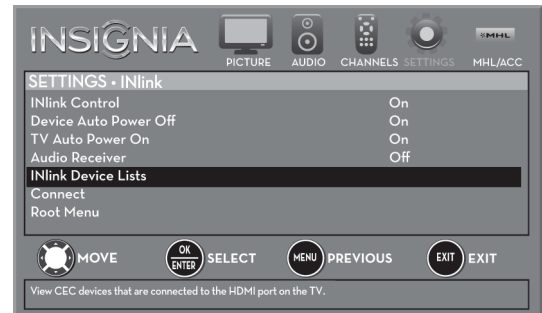 INSIGNIA
PICTURE AUDIO CHANNELS SETTINGS MHL/ACC
MHL
SETTINGS • INlink
INlink Control On
Device Auto Power Off On
TV Auto Power On On
Audio Receiver Off
INlink Device Lists
Connect
Root Menu
MOVE OK ENTER SELECT MENU PREVIOUS EXIT EXIT
View CEC devices that are connected to the HDMI port on the TV.